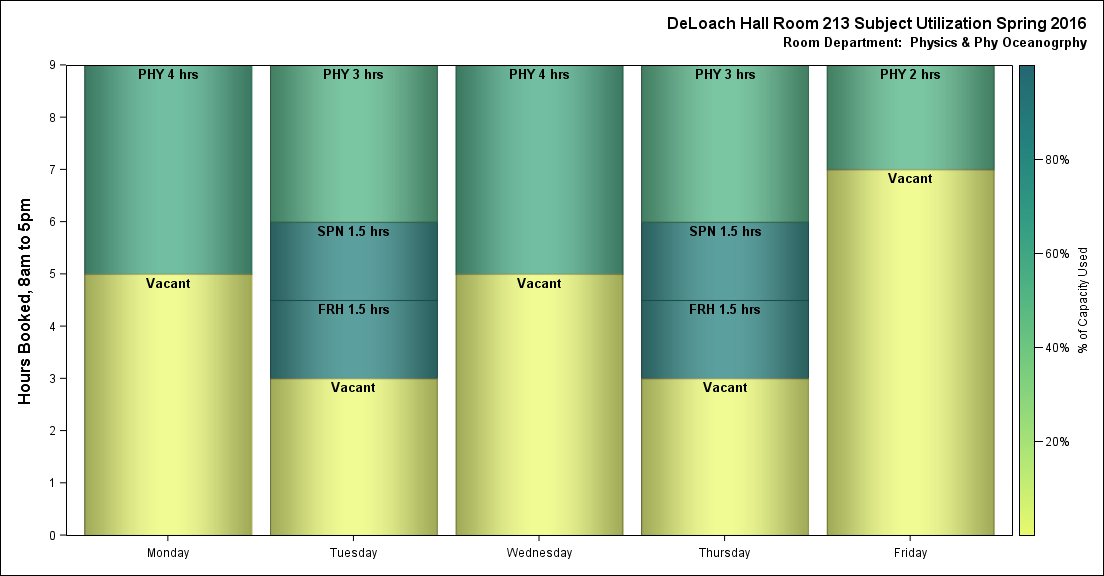 DeLoach Hall Room 213 Subject Utilization Spring 2016
Room Department:  Physics & Phy Oceanogrphy
Hours Booked, 8am to 5pm
9
8
7
6
5
4
3
2
1
0
PHY 4 hrs
Vacant
PHY 3 hrs
SPN 1.5 hrs
FRH 1.5 hrs
Vacant
PHY 4 hrs
Vacant
PHY 3 hrs
SPN 1.5 hrs
FRH 1.5 hrs
Vacant
PHY 2 hrs
Vacant
Monday
Tuesday
Wednesday
Thursday
Friday
80%
60%
40%
20%
% of Capacity Used